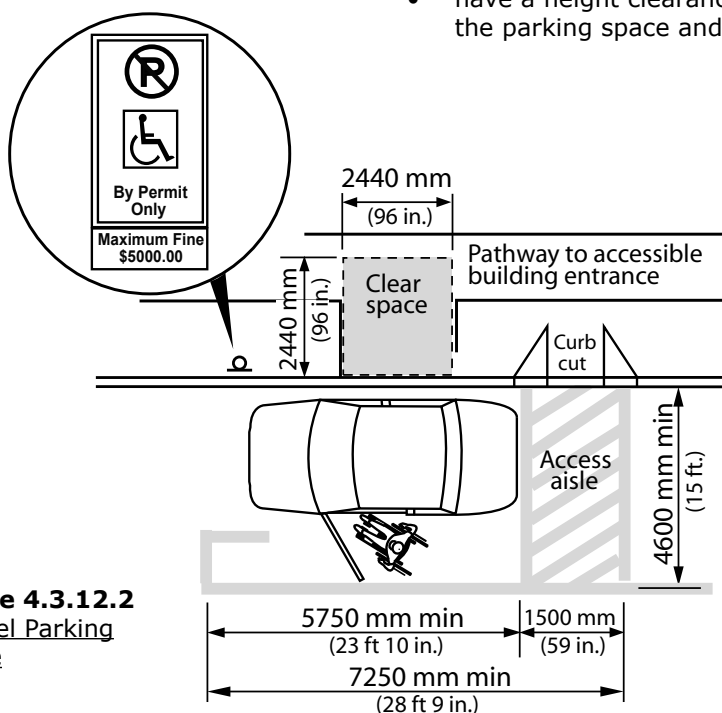 • have a height clearanc
the parking space and
By Permit
Only
Maximum Fine
$5000.00
2440 mm
(96 in.)
Pathway to accessible
building entrance
Clear
space
2440 mm
(96 in.)
Curb
cut
Access
aisle
4600 mm min
(15 ft.)
e 4.3.12.2
el Parking
e
5750 mm min
(23 ft 10 in.)
1500 mm
(59 in.)
7250 mm min
(28 ft 9 in.)